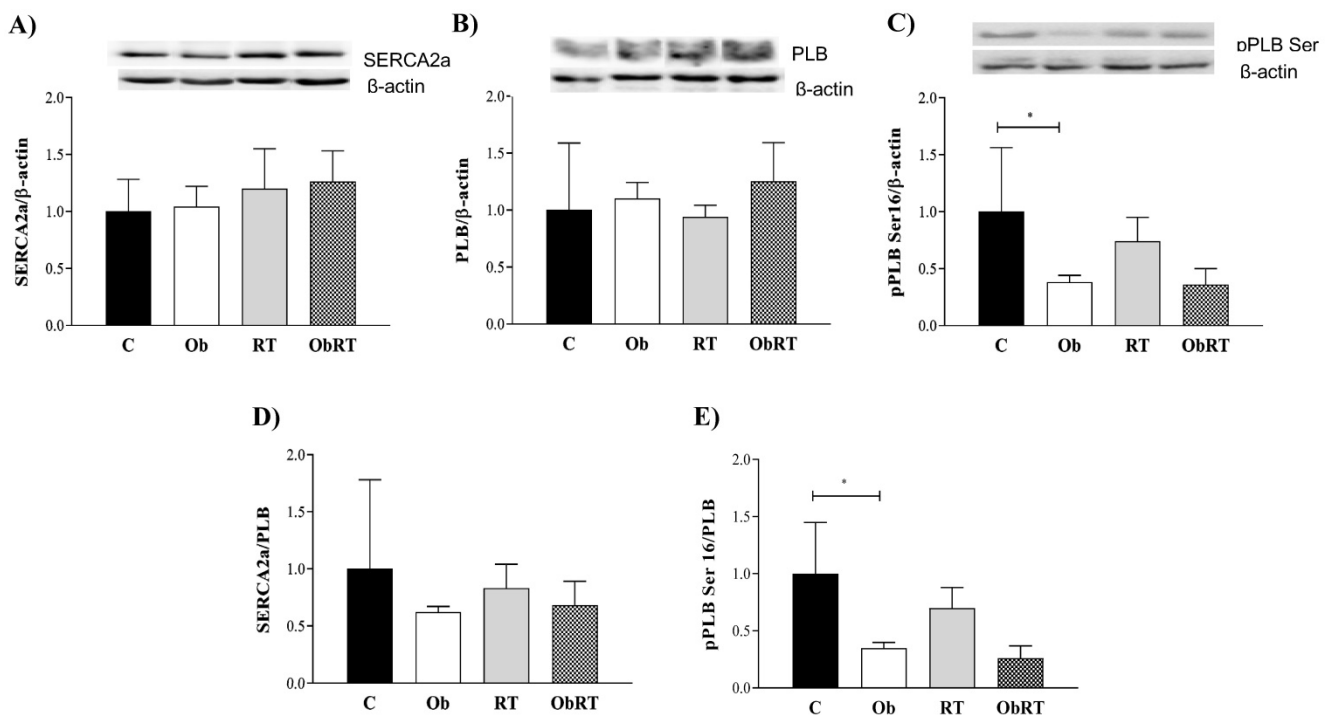 A)
SERCA2a
ß-actin
2.0
1.5
1.0
0.5
0.0
SERCA2a/β-actin
C Ob RT ObRT
B)
PLB
ß-actin
2.0
1.5
1.0
0.5
0.0
PLB/β-actin
C Ob RT ObRT
C)
pPLB Ser
ß-actin
2.0
1.5
1.0
0.5
0.0
*
pPLB Ser16/β-actin
C Ob RT ObRT
D)
2.0
1.5
1.0
0.5
0.0
SERCA2a/PLB
C Ob RT ObRT
E)
2.0
1.5
1.0
0.5
0.0
*
pPLB Ser 16/PLB
C Ob RT ObRT